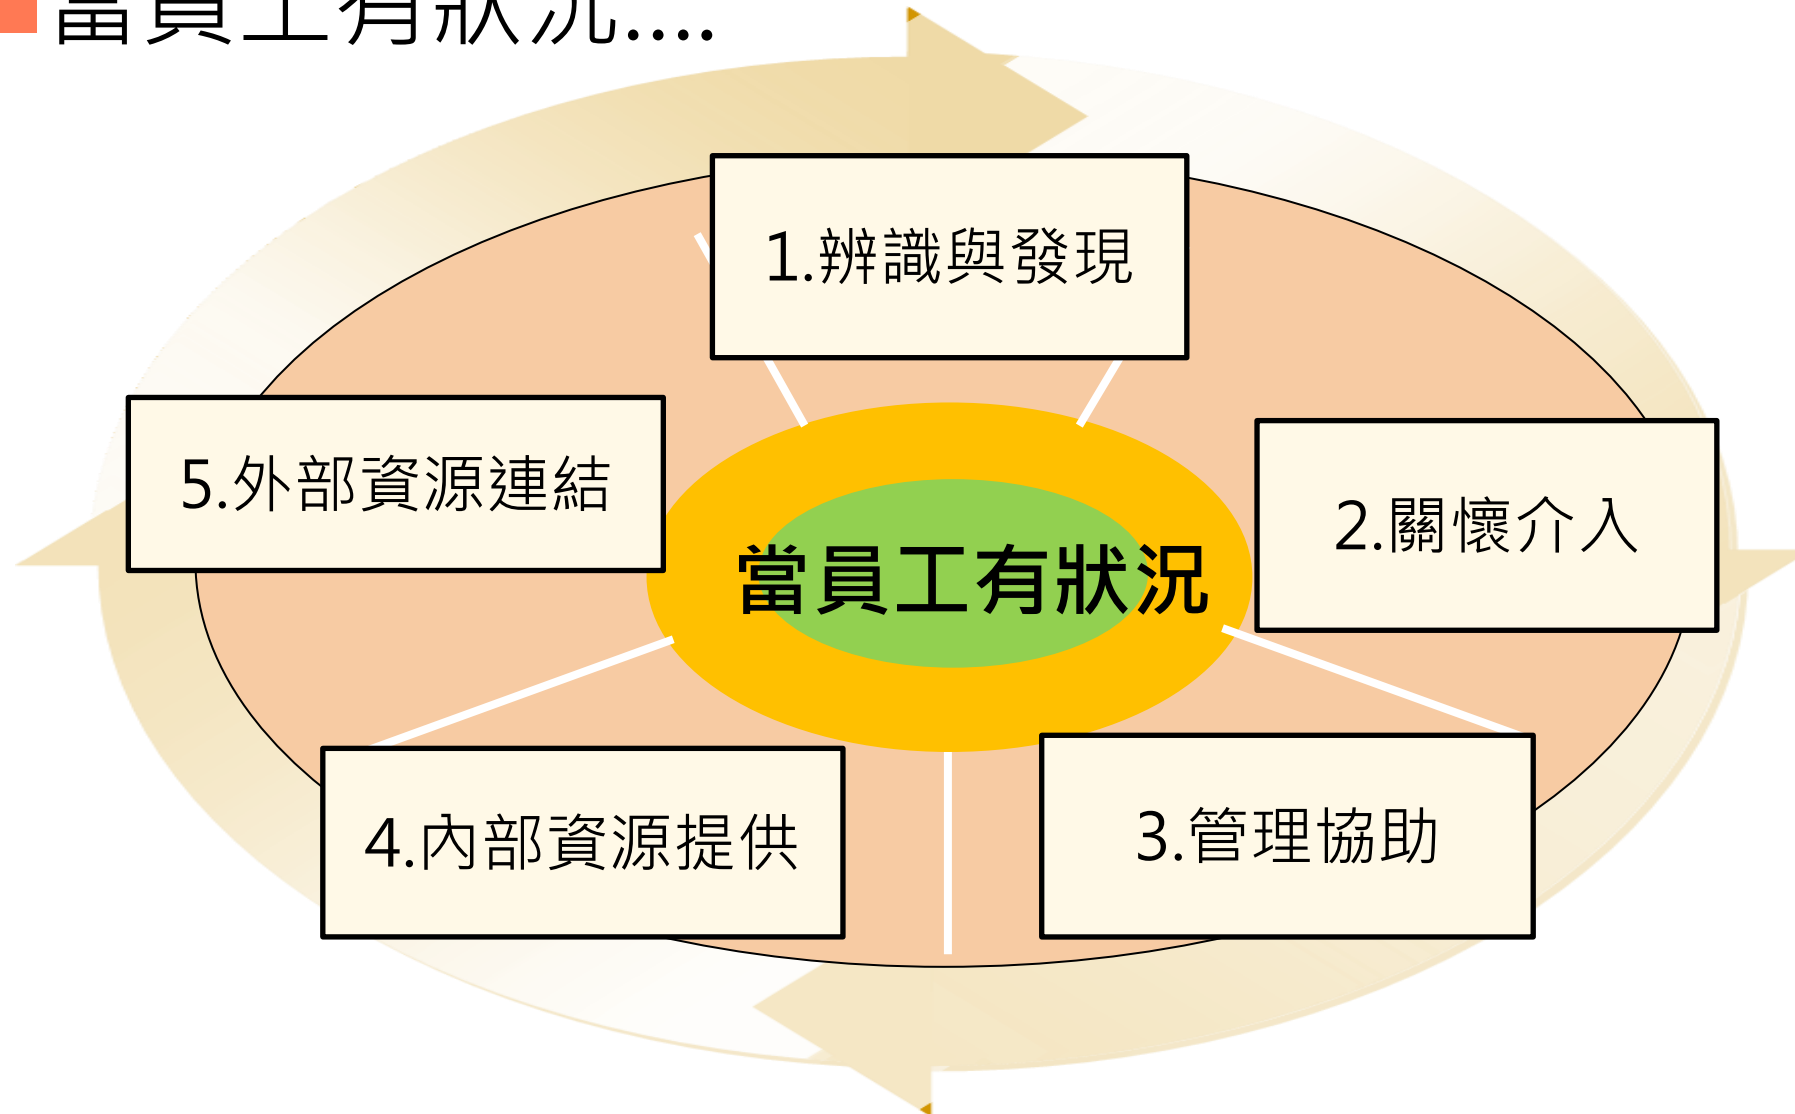 當員工有狀況....
1.辨識與發現
5.外部資源連結
2.關懷介入
當員工有狀況
4.內部資源提供
3.管理協助